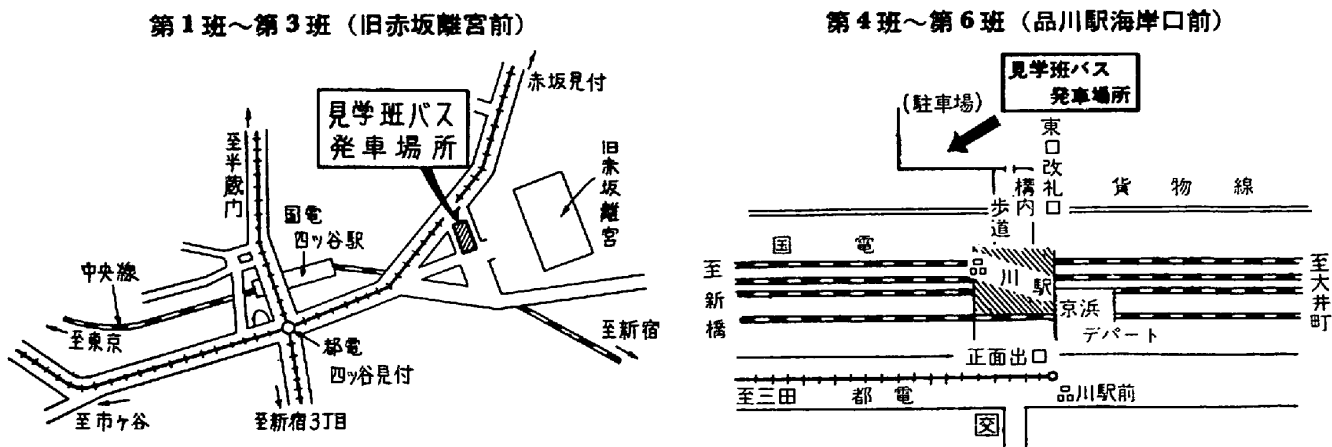 第1班～第3班（旧赤坂離宮前）
赤坂見付
見学班バス
発車場所
旧赤坂離宮
至半蔵門
国電
四ッ谷駅
中央線
至東京
至新宿
都電
四ッ谷見付
至市ヶ谷
至新宿3丁目
第4班～第6班（品川駅海岸口前）
見学班バス
発車場所
（駐車場）
東口改札口
構内
歩道
貨物線
国電
至新橋
品川駅
至大井町
京浜
デパート
正面出口
至三田
都電
品川駅前
交